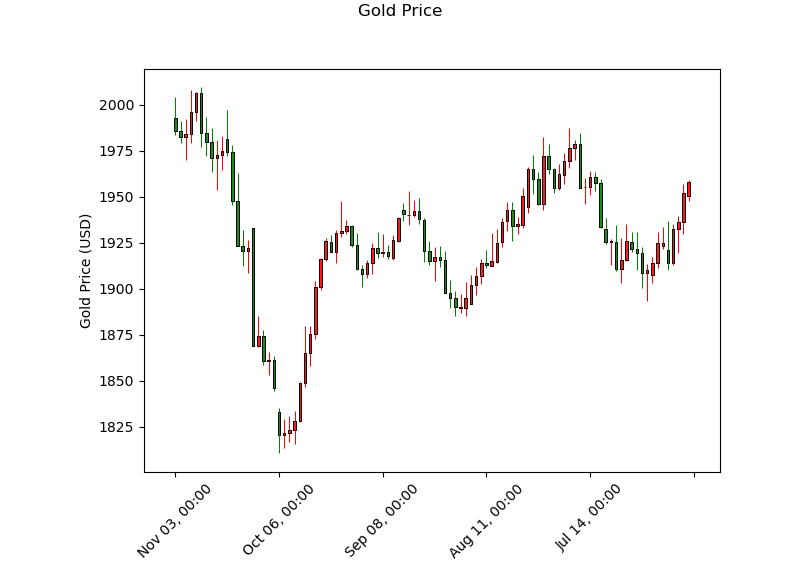 Gold Price
Gold Price (USD)
2000
1975
1950
1925
1900
1875
1850
1825
Nov 03, 00:00
Oct 06, 00:00
Sep 08, 00:00
Aug 11, 00:00
Jul 14, 00:00